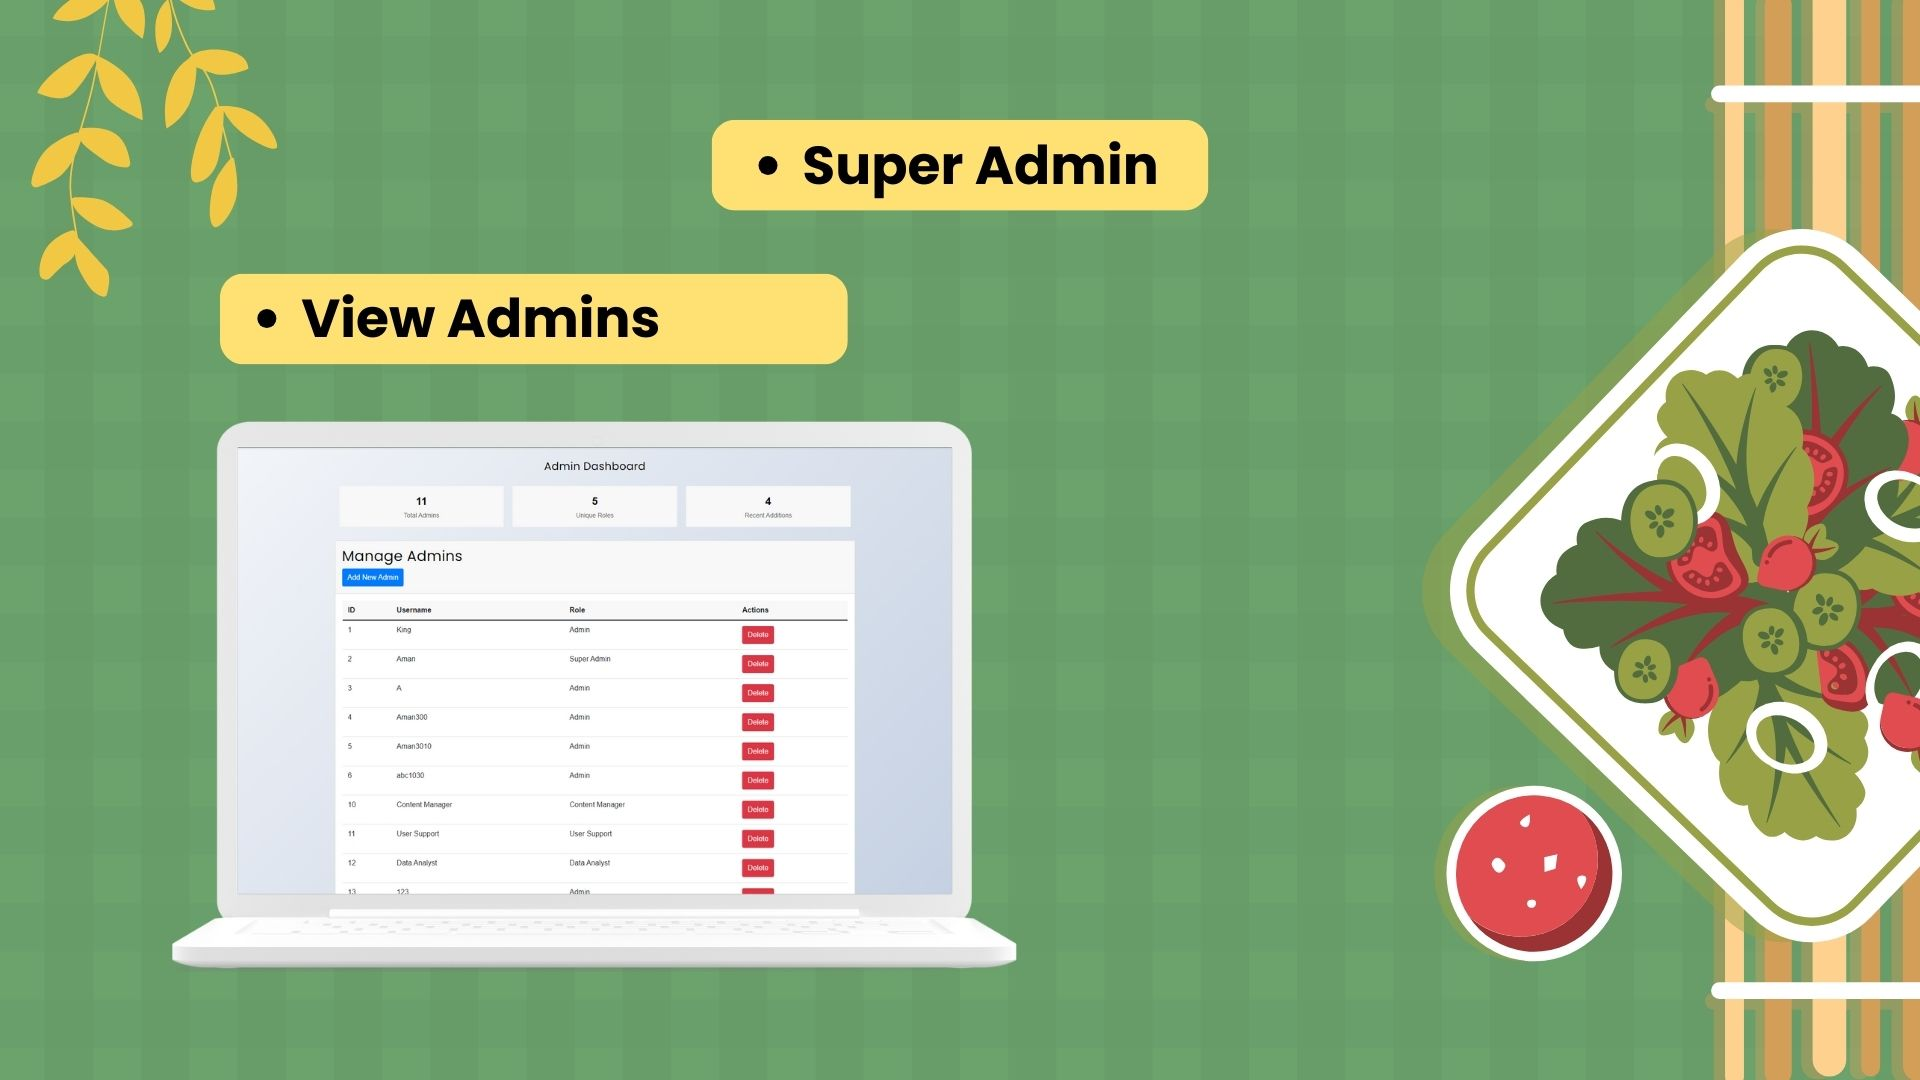 • Super Admin
• View Admins
Admin Dashboard
11 5 4
Total Admins Unique Roles Recent Additions
Manage Admins
Add New Admin
ID Username Role Actions
1 King Admin Delete
2 Aman Super Admin Delete
3 A Admin Delete
4 Aman300 Admin Delete
5 Aman3010 Admin Delete
6 abc1030 Admin Delete
10 Content Manager Content Manager Delete
11 User Support User Support Delete
12 Data Analyst Data Analyst Delete
13 123 Admin